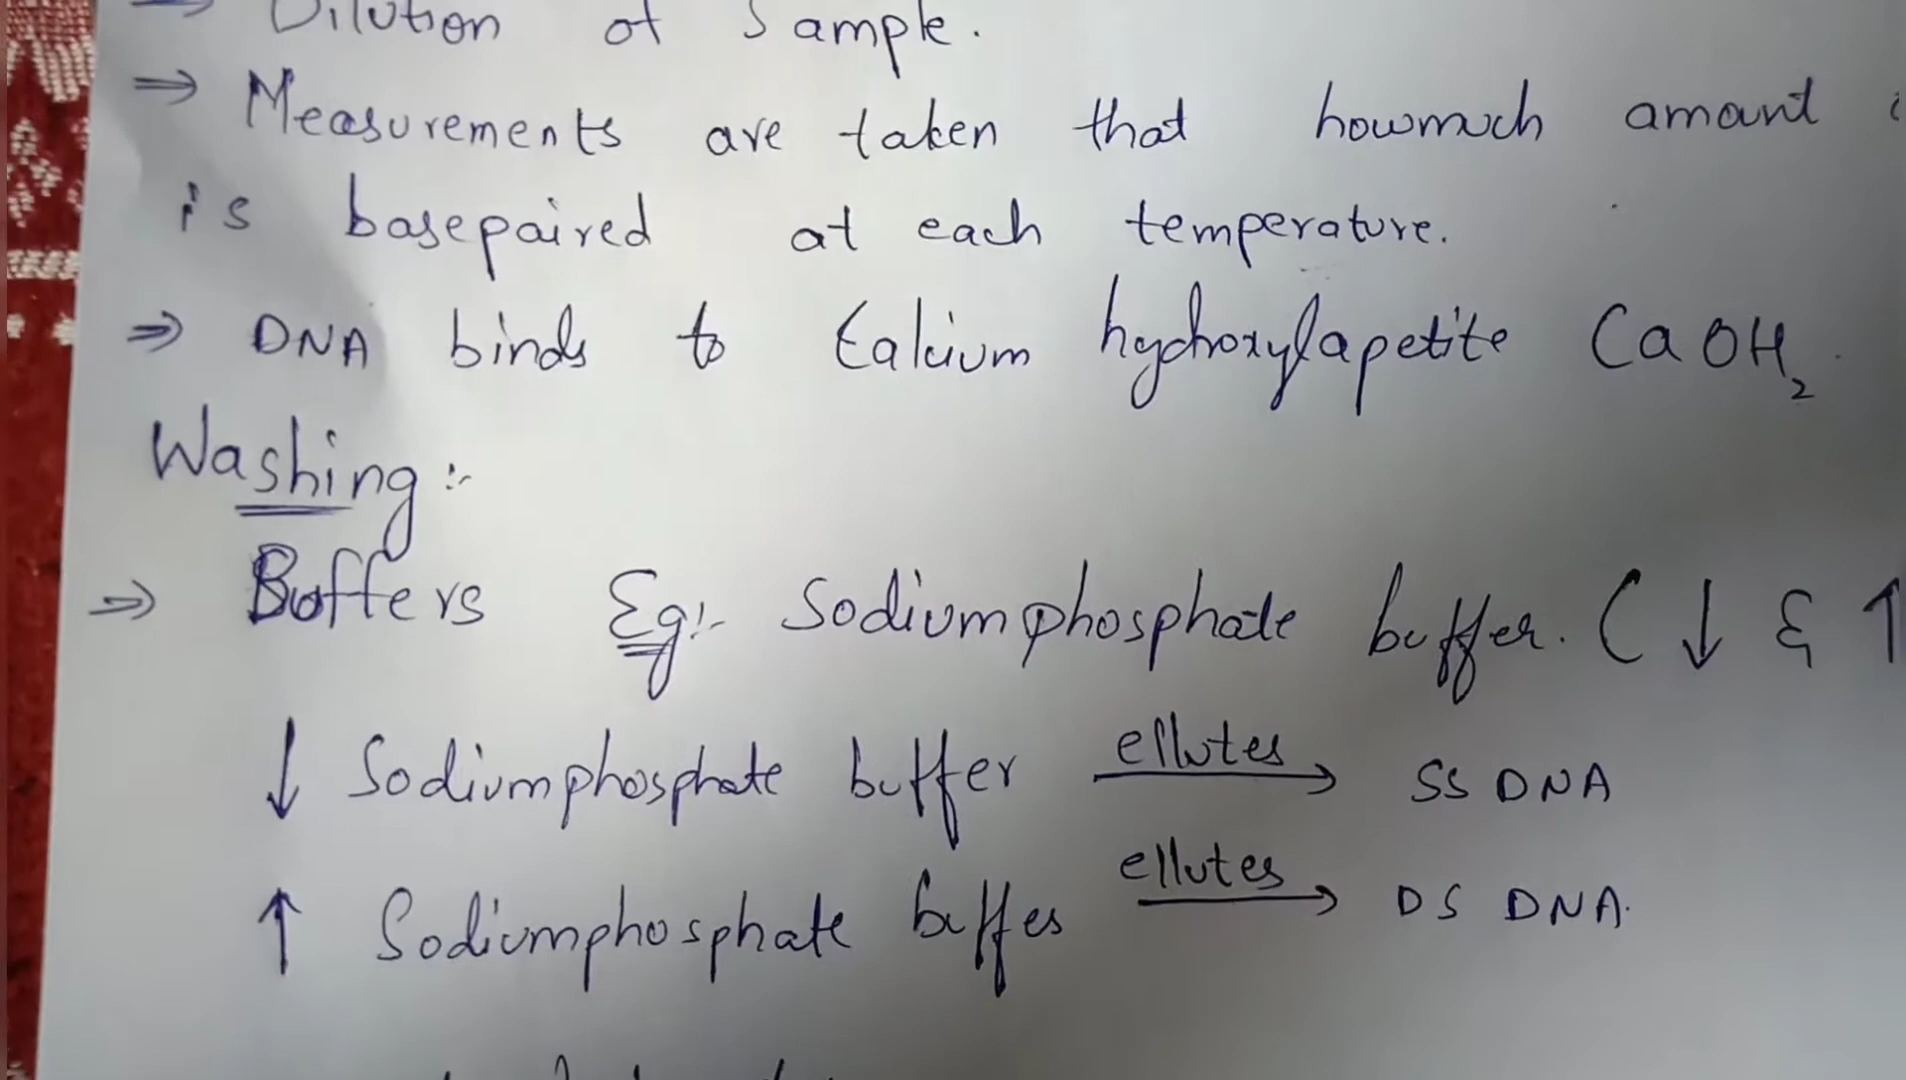 ⇒ Dilution of Sample.
⇒ Measurements are taken that howmuch amount
is basepaired at each temperature.
⇒ DNA binds to Calcium hydroxylapetite CaOH₂
Washing :-
⇒ Buffers Eg:- Sodiumphosphate buffer. (↓ & ↑
↓ Sodiumphosphate buffer ellutes → SS DNA
↑ Sodiumphosphate buffer ellutes → DS DNA.